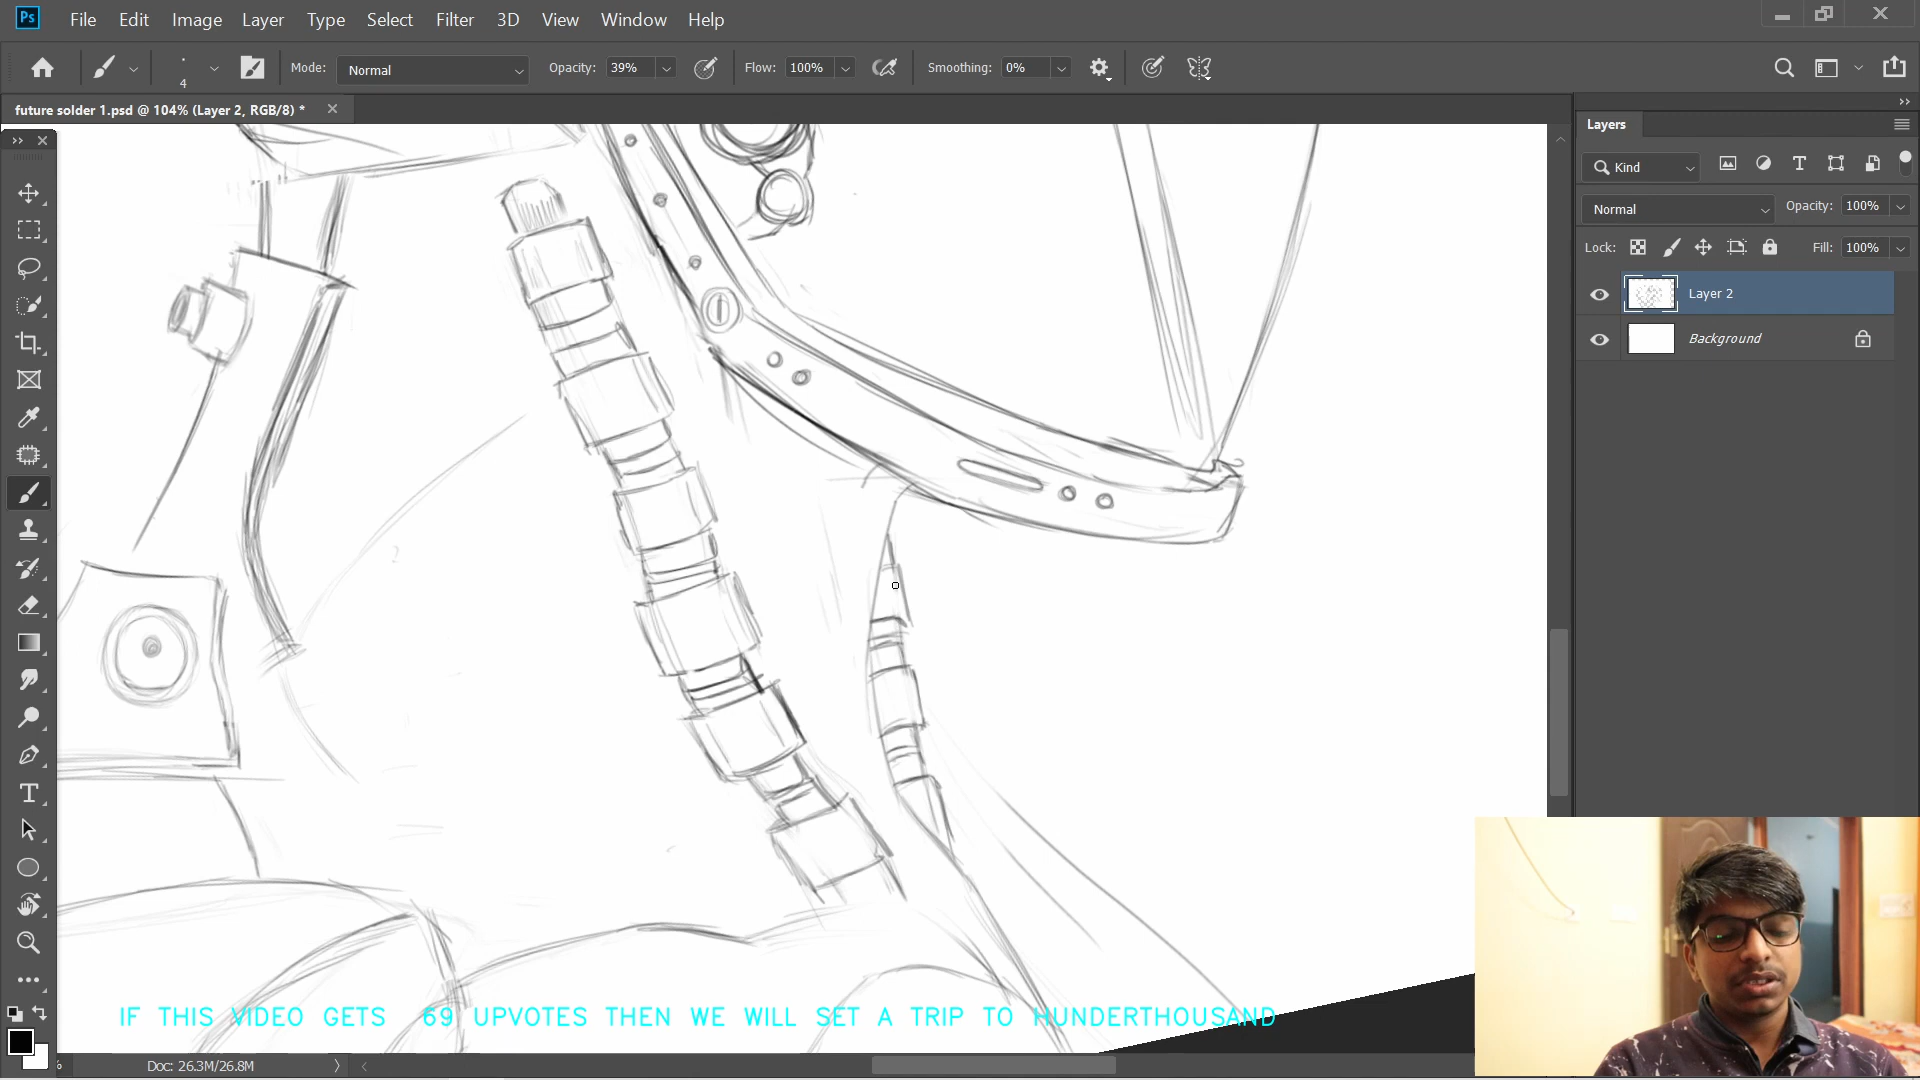 Ps File Edit Image Layer Type Select Filter 3D View Window Help
4 Mode: Normal Opacity: 39% Flow: 100% Smoothing: 0%
future solder 1.psd @ 104% (Layer 2, RGB/8) *
Layers
Kind
Normal Opacity: 100%
Lock: Fill: 100%
Layer 2
Background
IF THIS VIDEO GETS 69 UPVOTES THEN WE WILL SET A TRIP TO HUNDERTHOUSAND
% Doc: 26.3M/26.8M